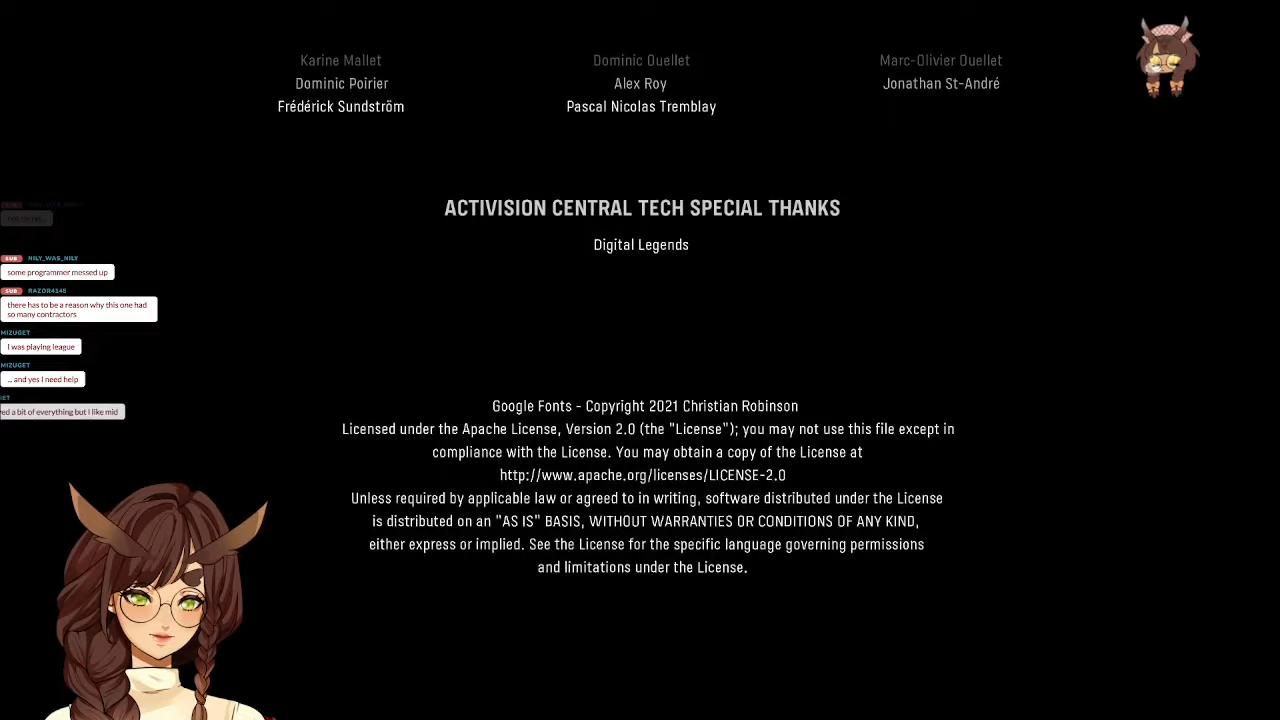 Karine Mallet
Dominic Ouellet
Marc-Olivier Ouellet
Dominic Poirier
Alex Roy
Jonathan St-André
Frédérick Sundström
Pascal Nicolas Tremblay
ACTIVISION CENTRAL TECH SPECIAL THANKS
Digital Legends
SUB NILY_WAS_NILY
some programmer messed up
SUB RAZOR4145
there has to be a reason why this one had
so many contractors
MIZUGET
I was playing league
MIZUGET
... and yes I need help
ed a bit of everything but I like mid
Google Fonts - Copyright 2021 Christian Robinson
Licensed under the Apache License, Version 2.0 (the "License"); you may not use this file except in
compliance with the License. You may obtain a copy of the License at
http://www.apache.org/licenses/LICENSE-2.0
Unless required by applicable law or agreed to in writing, software distributed under the License
is distributed on an "AS IS" BASIS, WITHOUT WARRANTIES OR CONDITIONS OF ANY KIND,
either express or implied. See the License for the specific language governing permissions
and limitations under the License.